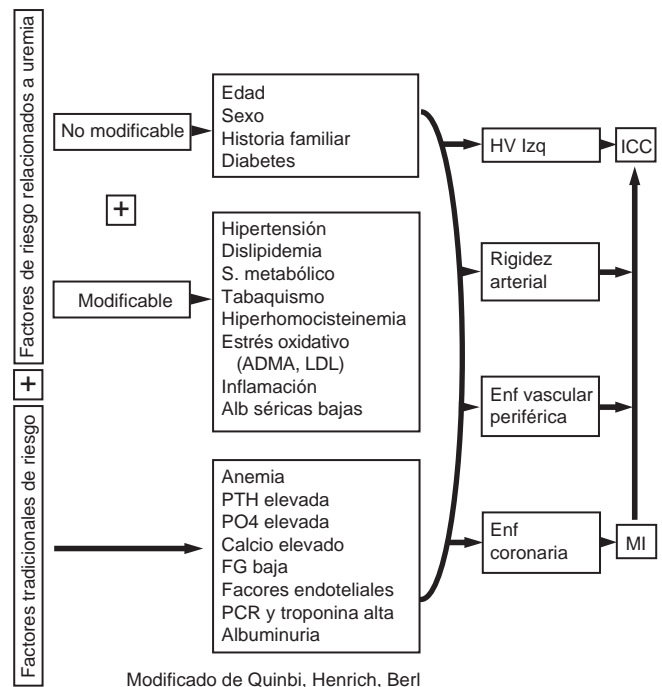 Factores de riesgo relacionados a uremia
+
Factores tradicionales de riesgo
No modificable
+
Modificable
Edad
Sexo
Historia familiar
Diabetes
Hipertensión
Dislipidemia
S. metabólico
Tabaquismo
Hiperhomocisteinemia
Estrés oxidativo
(ADMA, LDL)
Inflamación
Alb séricas bajas
Anemia
PTH elevada
PO4 elevada
Calcio elevado
FG baja
Facores endoteliales
PCR y troponina alta
Albuminuria
HV Izq
ICC
Rigidez
arterial
Enf vascular
periférica
Enf
coronaria
MI
Modificado de Quinbi, Henrich, Berl